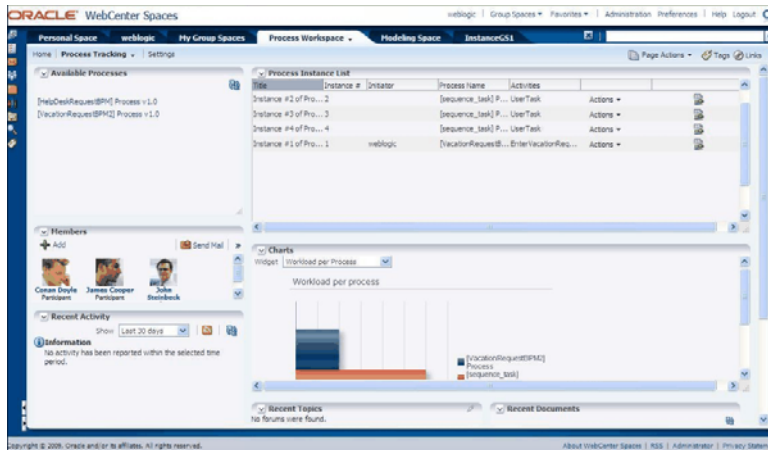 ORACLE WebCenter Spaces
weblogic | Group Spaces | Favorites | Administration Preferences | Help Logout
Personal Space weblogic My Group Spaces Process Workspace Modeling Space InstanceGS1
Home | Process Tracking | Settings
Page Actions Tags Links
Available Processes
[HelpDeskRequestBPM] Process v1.0
[VacationRequestBPM2] Process v1.0
Process Instance List
Title Instance # Initiator Process Name Activities
Instance #2 of Pro... 2 [sequence_task] P... UserTask Actions
Instance #3 of Pro... 3 [sequence_task] P... UserTask Actions
Instance #4 of Pro... 4 [sequence_task] P... UserTask Actions
Instance #1 of Pro... 1 weblogic [VacationRequestB... EnterVacationReq... Actions
Members
Add Send Mail »
Conan Doyle James Cooper John
Participant Participant Steinbeck
Recent Activity
Show Last 30 days
Information
No activity has been reported within the selected time
period.
Charts
Widget Workload per Process
Workload per process
[VacationRequestBPM2]
Process
[sequence_task]
Recent Topics
No forums were found.
Recent Documents
Copyright © 2009, Oracle and/or its affiliates. All rights reserved.
About WebCenter Spaces | RSS | Administrator | Privacy Statem